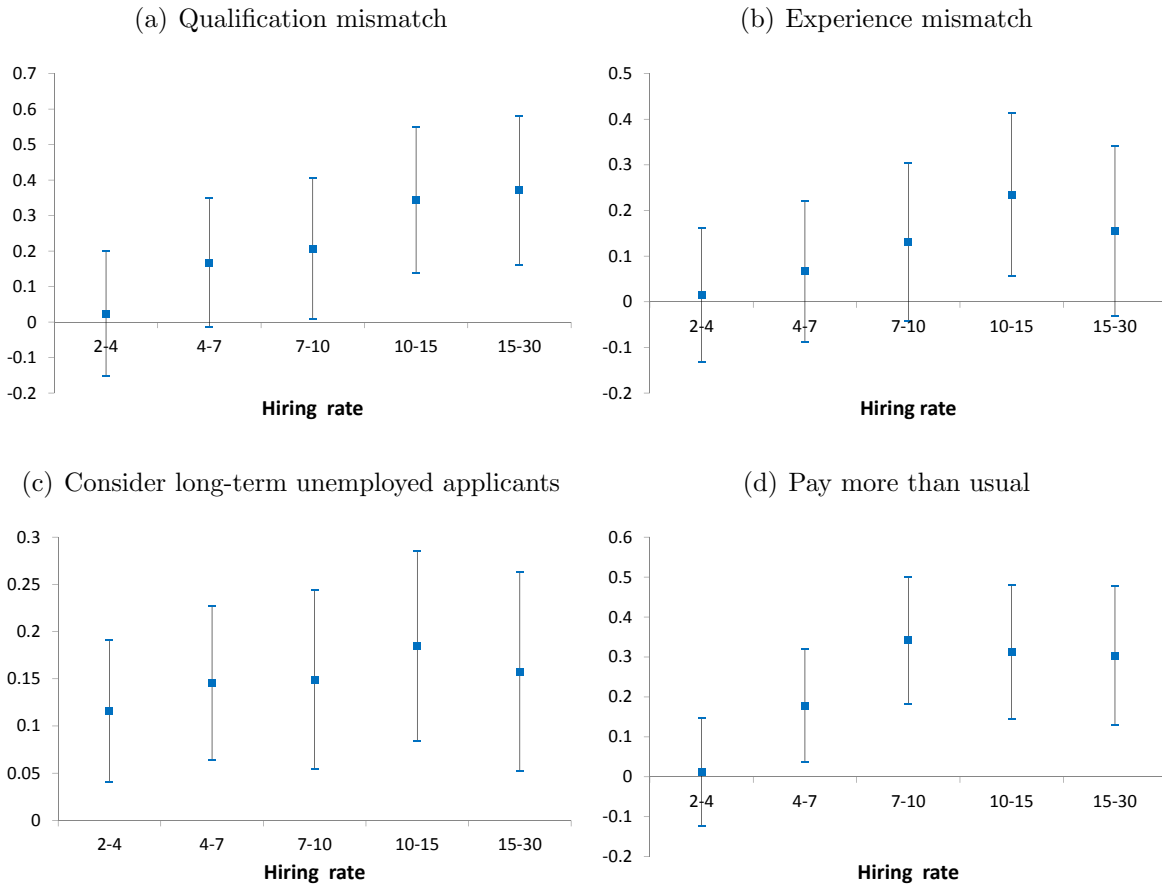 (a) Qualification mismatch
0.7
0.6
0.5
0.4
0.3
0.2
0.1
0
-0.1
-0.2
2-4 4-7 7-10 10-15 15-30
Hiring rate
(b) Experience mismatch
0.5
0.4
0.3
0.2
0.1
0
-0.1
-0.2
2-4 4-7 7-10 10-15 15-30
Hiring rate
(c) Consider long-term unemployed applicants
0.3
0.25
0.2
0.15
0.1
0.05
0
2-4 4-7 7-10 10-15 15-30
Hiring rate
(d) Pay more than usual
0.6
0.5
0.4
0.3
0.2
0.1
0
-0.1
-0.2
2-4 4-7 7-10 10-15 15-30
Hiring rate